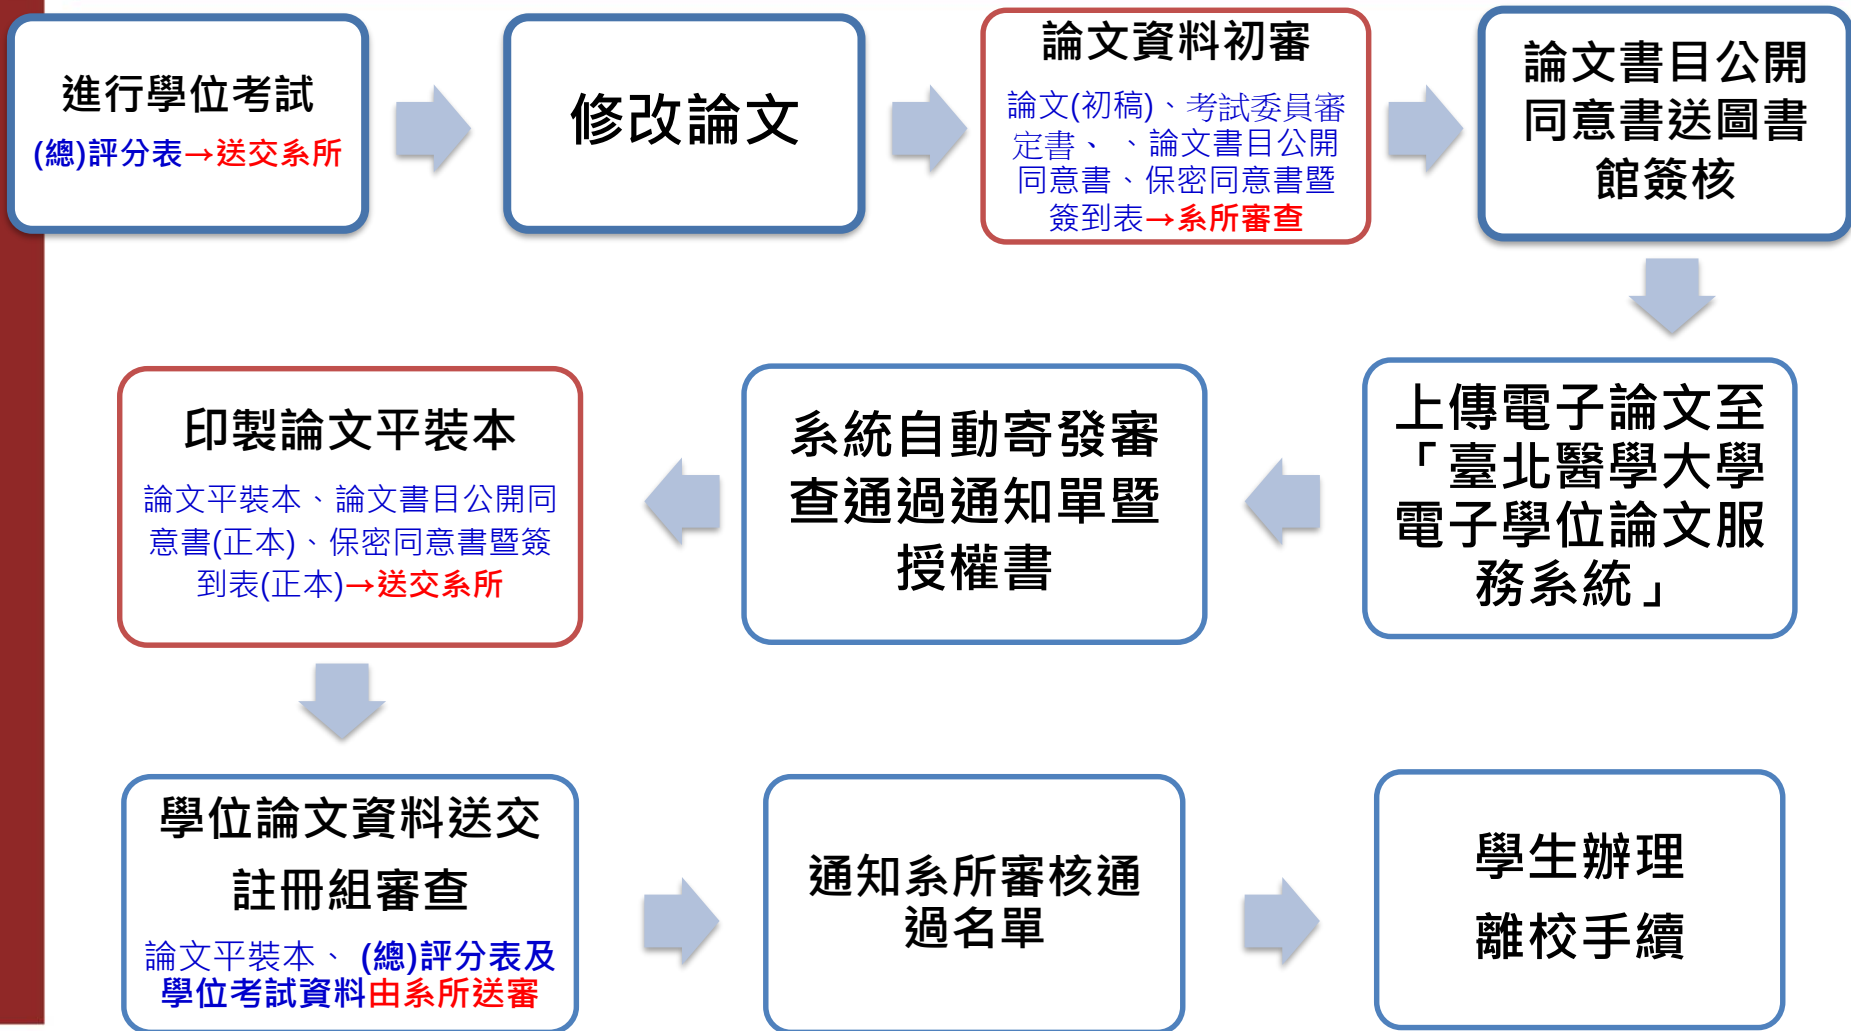 進行學位考試
(總)評分表→送交系所
修改論文
論文資料初審
論文(初稿)、考試委員審
定書、 、論文書目公開
同意書、保密同意書暨
簽到表→系所審查
論文書目公開
同意書送圖書
館簽核
上傳電子論文至
「臺北醫學大學
電子學位論文服
務系統」
系統自動寄發審
查通過通知單暨
授權書
印製論文平裝本
論文平裝本、論文書目公開同
意書(正本)、保密同意書暨簽
到表(正本)→送交系所
學位論文資料送交
註冊組審查
論文平裝本、 (總)評分表及
學位考試資料由系所送審
通知系所審核通
過名單
學生辦理
離校手續